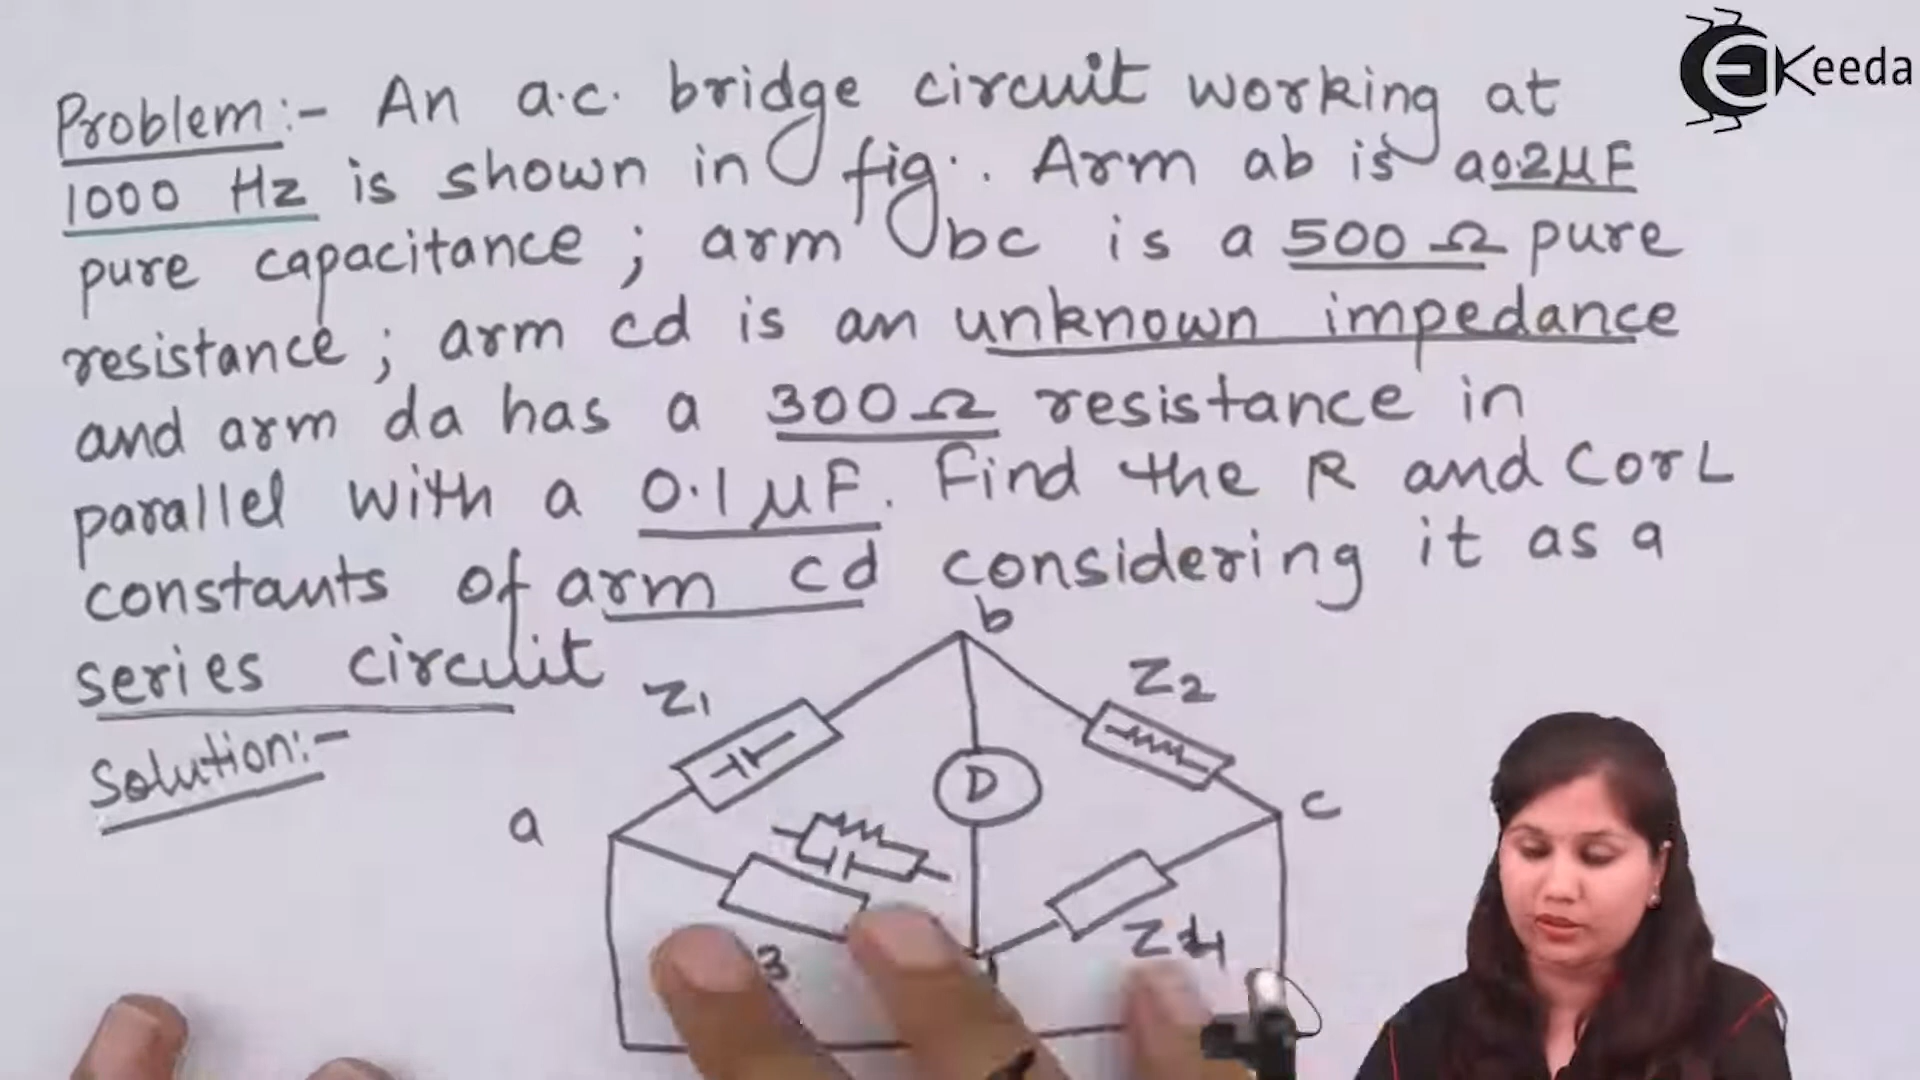 EKeeda
Problem:- An a.c. bridge circuit working at
1000 Hz is shown in fig.. Arm ab is a 0.2μF
pure capacitance ; arm bc is a 500 Ω pure
resistance ; arm cd is an unknown impedance
and arm da has a 300 Ω resistance in
parallel with a 0.1 μF. Find the R and C or L
constants of arm cd considering it as a
series circuit
Solution:-
b
Z1
Z2
D
a
c
3
Z4